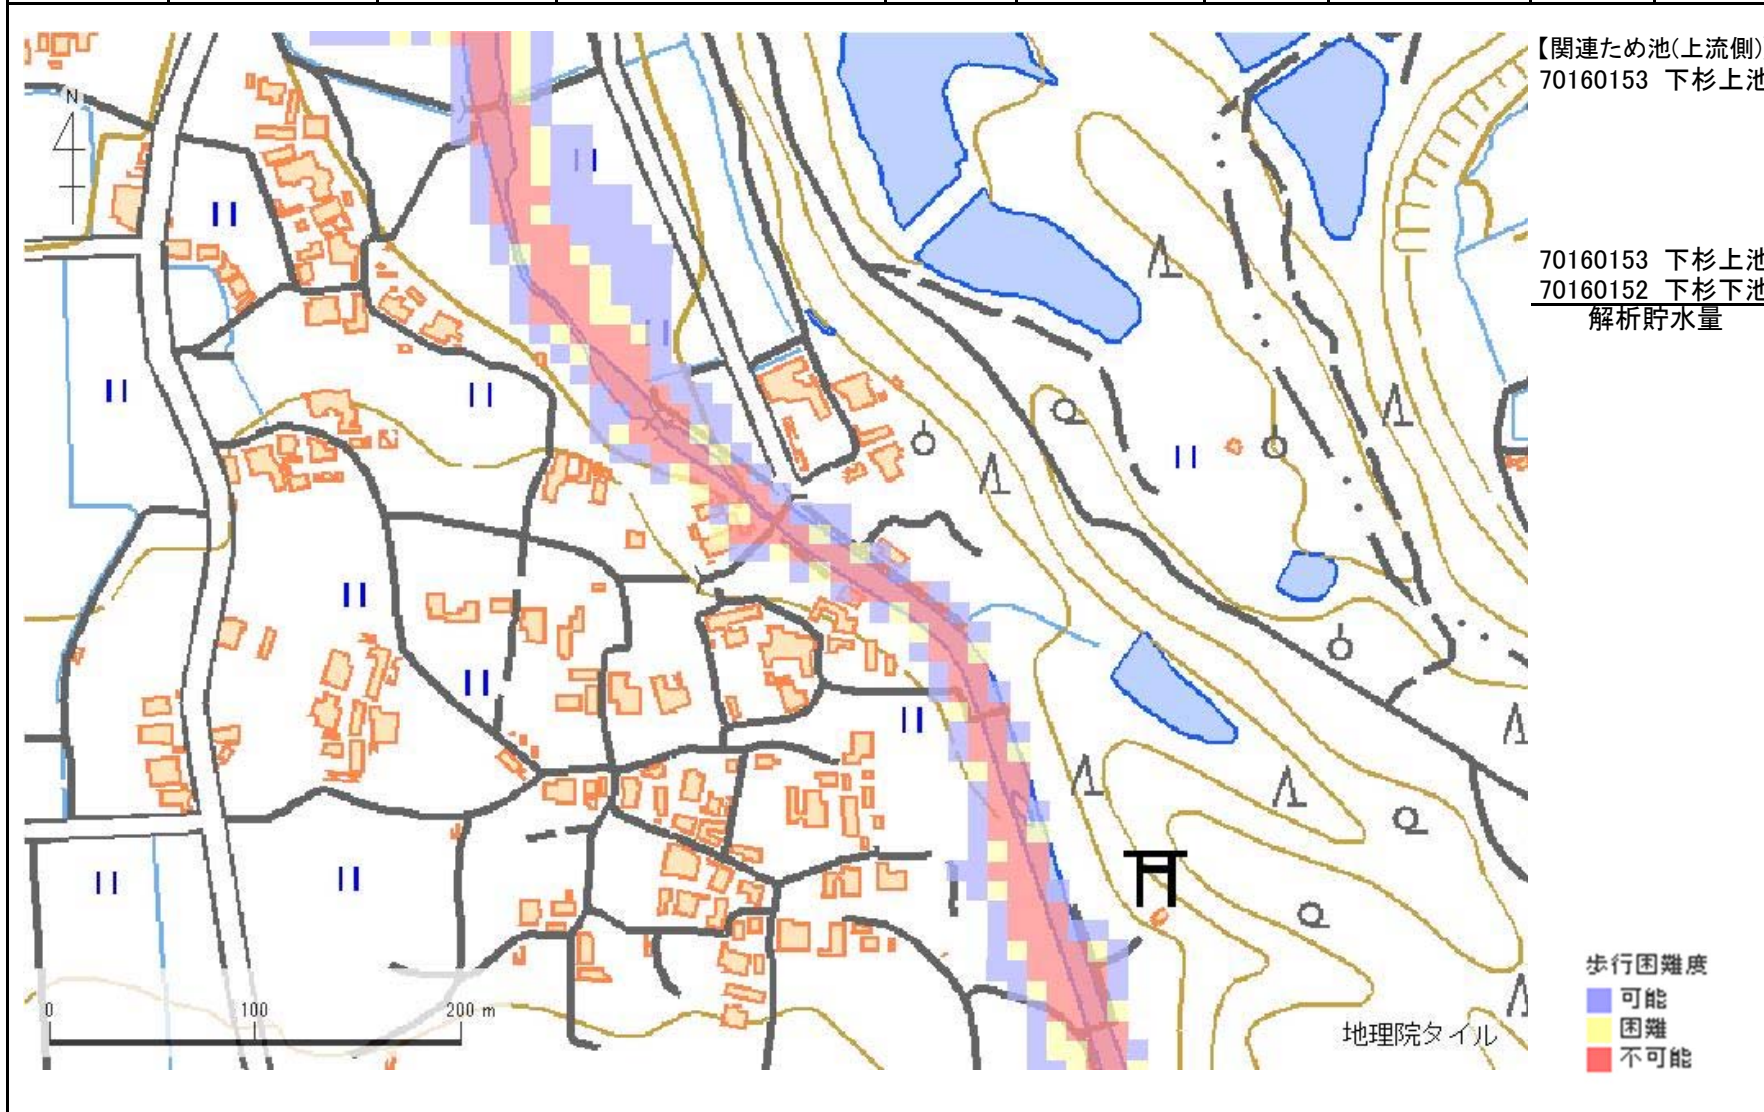 【関連ため池(上流側)
70160153 下杉上池
70160153 下杉上池
70160152 下杉下池
解析貯水量
N
歩行困難度
可能
困難
不可能
0 100 200 m
地理院タイル